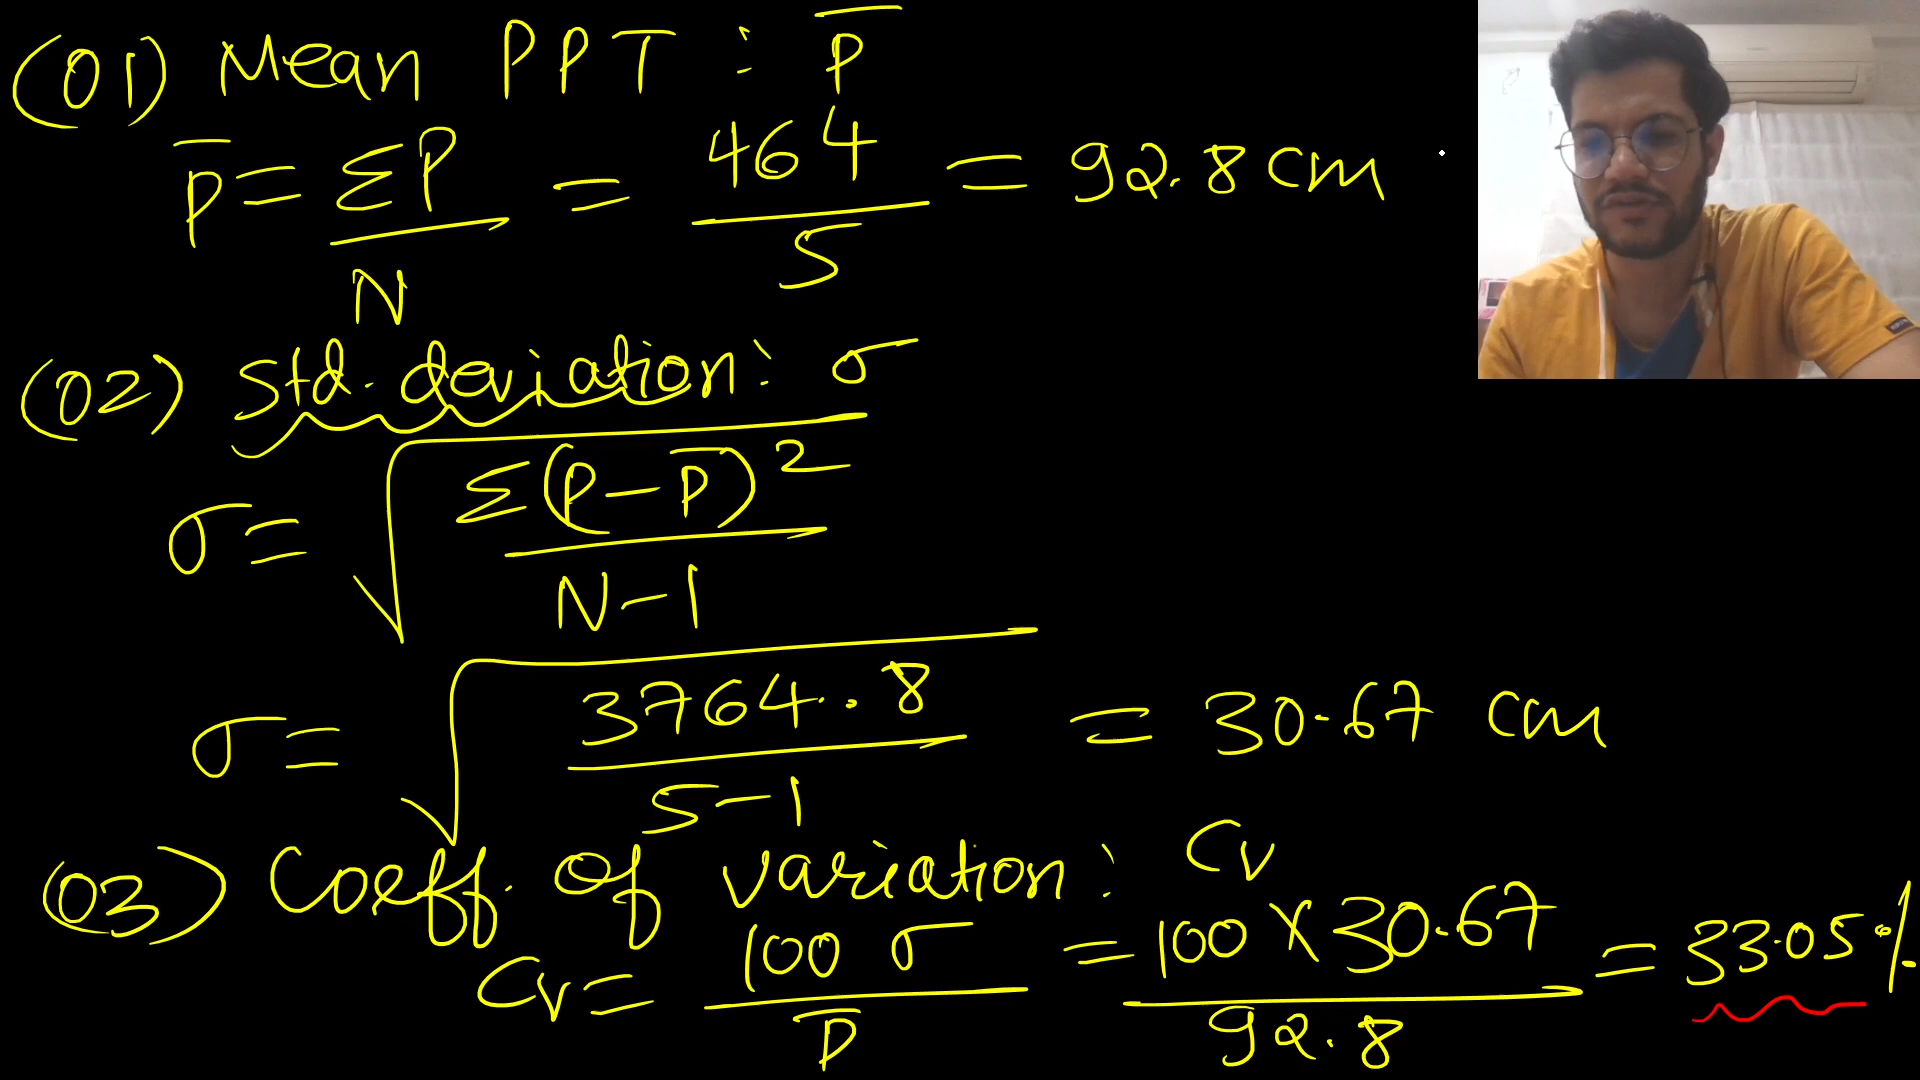 (01) Mean PPT : P̅
P̅ = ΣP / N = 464 / 5 = 92.8 cm
(02) Std. deviation: σ
σ = √(Σ(P - P̅)² / N-1)
σ = √(3764..8 / 5-1) = 30.67 cm
(03) Coeff. of variation: Cv
Cv = 100 σ / P̅ = 100 × 30.67 / 92.8 = 33.05%